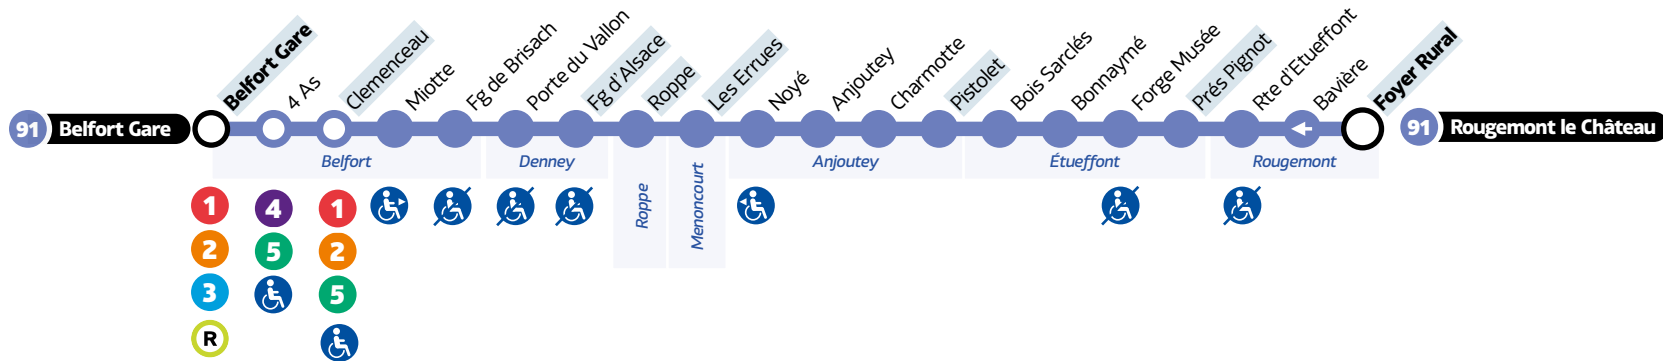 91 Belfort Gare
Belfort Gare
4 As
Clemenceau
Miotte
Fg de Brisach
Porte du Vallon
Fg d'Alsace
Roppe
Les Errues
Noyé
Anjoutey
Charmotte
Pistolet
Bois Sarclés
Bonnaymé
Forge Musée
Prés Pignot
Rte d'Etueffont
Bavière
Foyer Rural
91 Rougemont le Château
Belfort
Denney
Roppe
Menoncourt
Anjoutey
Étueffont
Rougemont
1 4 1
2 5 2
3 5
R